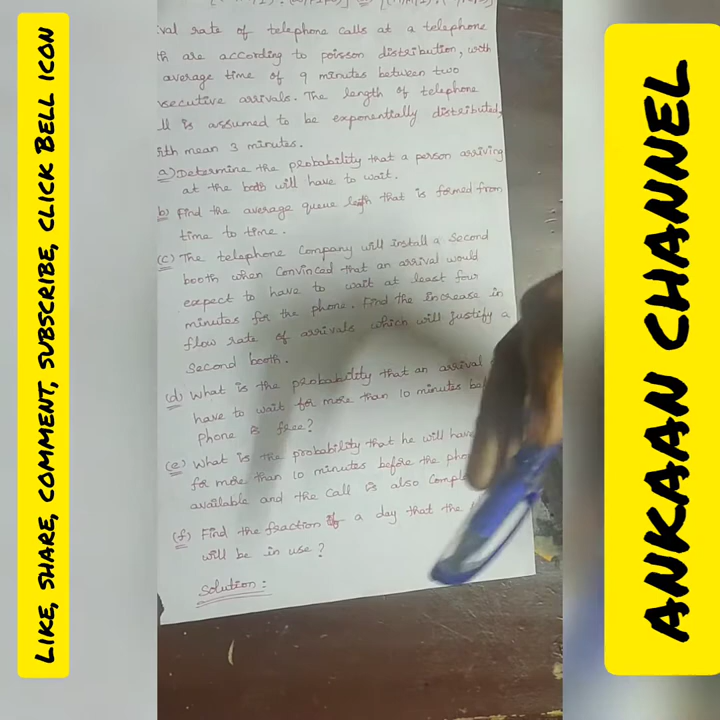 LIKE, SHARE, COMMENT, SUBSCRIBE, CLICK BELL ICON
val rate of telephone calls at a telephone
th are according to poisson distribution, with
average time of 9 minutes between two
secutive arrivals. The length of telephone
ll is assumed to be exponentially distributed,
ith mean 3 minutes.
a) Determine the probability that a person arriving
at the booth will have to wait.
b) Find the average queue that is formed from
time to time.
(c) The telephone Company will install a Second
booth when Convinced that an arrival would
expect to have to wait at least four
minutes for the phone. Find the increase in
flow rate of arrivals which will justify a
second booth.
(d) What is the probability that an arrival
have to wait for more than 10 minutes
phone is free?
(e) What is the probability that he will have
for more than 10 minutes before the
available and the call is also
(f) Find the fraction of a day that the
will be in use?
Solution:
ANKAAN CHANNEL